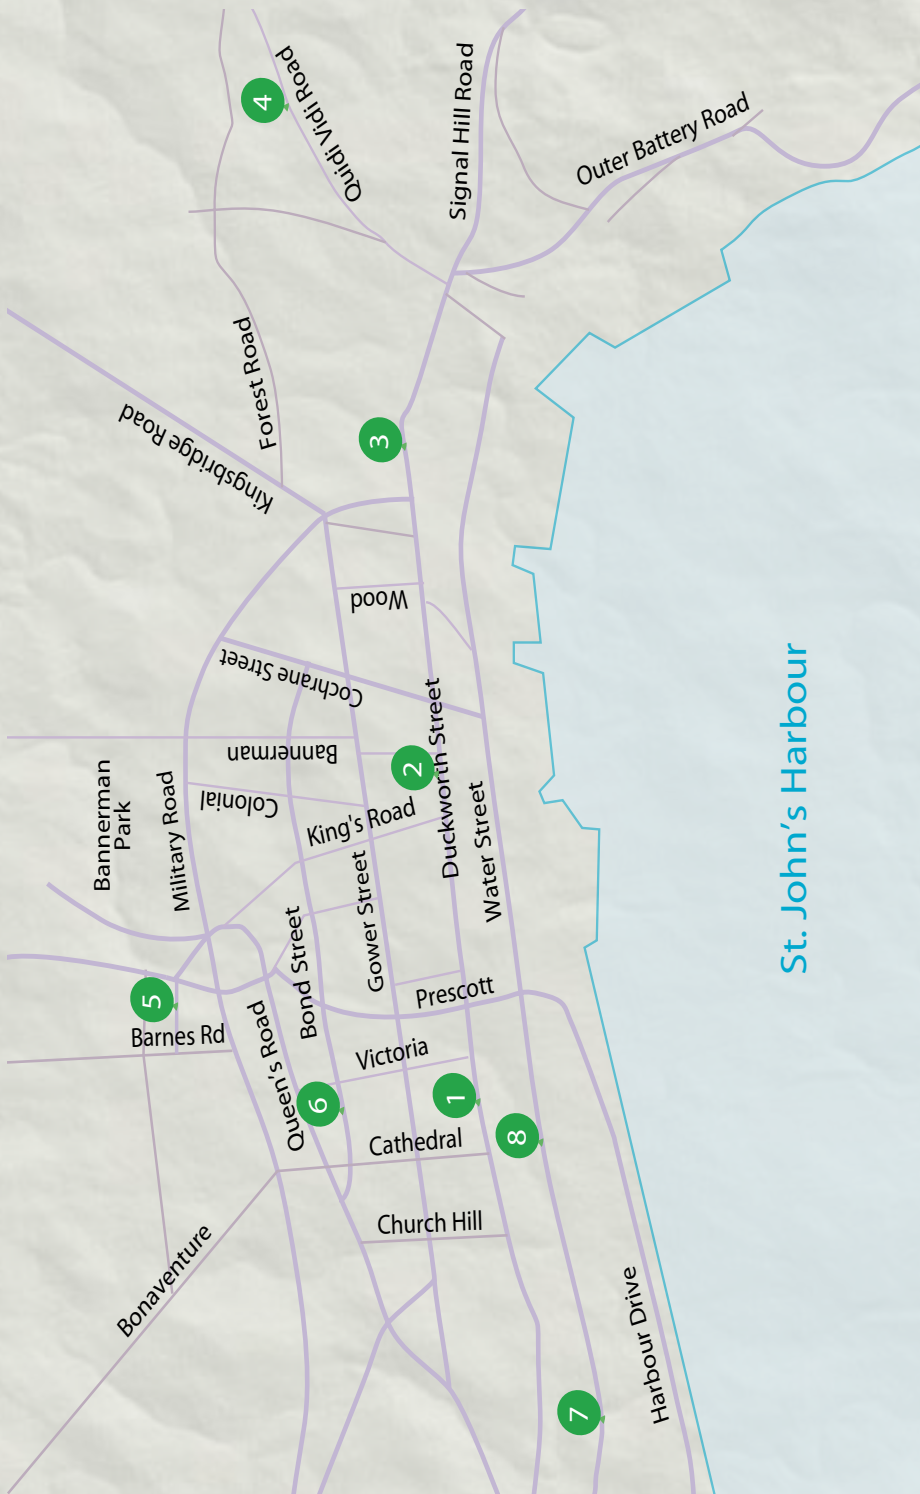 4
Quidi Vidi Road
Signal Hill Road
Outer Battery Road
Forest Road
Kingsbridge Road
3
Wood
Cochrane Street
Bannerman
Colonial
Bannerman
Park
Military Road
2
King's Road
Duckworth Street
Water Street
Gower Street
Bond Street
St. John's Harbour
5
Barnes Rd
Queen's Road
Prescott
Victoria
6
1
8
Cathedral
Church Hill
Bonaventure
Harbour Drive
7